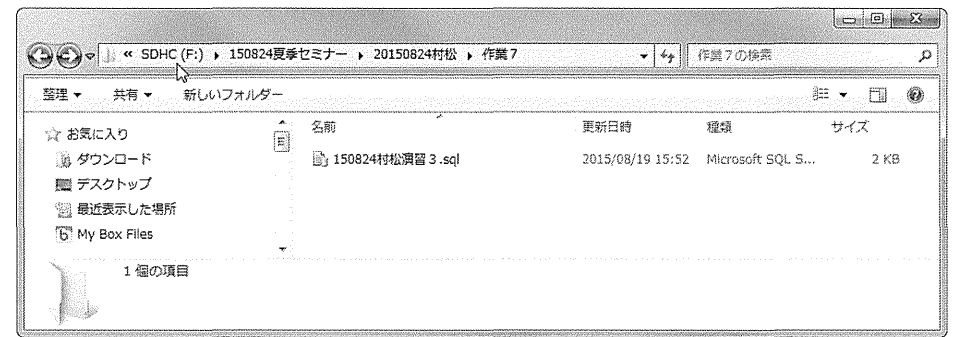 « SDHC (F:) ▸ 150824夏季セミナー ▸ 20150824村松 ▸ 作業7 作業7の検索
整理 ▼ 共有 ▼ 新しいフォルダー
お気に入り
ダウンロード
デスクトップ
最近表示した場所
My Box Files
名前 更新日時 種類 サイズ
150824村松演習3.sql 2015/08/19 15:52 Microsoft SQL S... 2 KB
1 個の項目